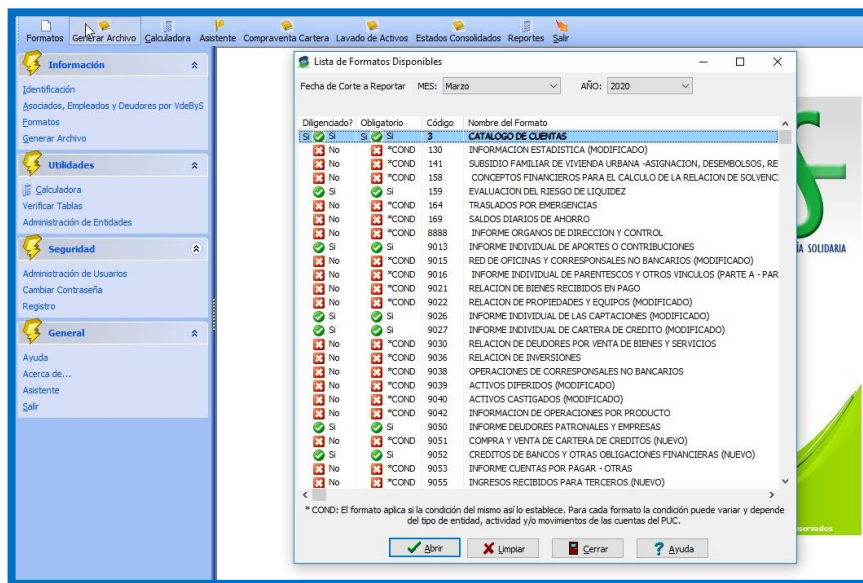 Formatos Generar Archivo Calculadora Asistente Compraventa Cartera Lavado de Activos Estados Consolidados Reportes Salir
Información
Identificación
Asociados, Empleados y Deudores por VdeByS
Formatos
Generar Archivo
Utilidades
Calculadora
Verificar Tablas
Administración de Entidades
Seguridad
Administración de Usuarios
Cambiar Contraseña
Registro
General
Ayuda
Acerca de...
Asistente
Salir
Lista de Formatos Disponibles
Fecha de Corte a Reportar MES: Marzo AÑO: 2020
Diligenciado? Obligatorio Código Nombre del Formato
Si Si Si Si 3 CATALOGO DE CUENTAS
No *COND 130 INFORMACION ESTADISTICA (MODIFICADO)
No *COND 141 SUBSIDIO FAMILIAR DE VIVIENDA URBANA -ASIGNACION, DESEMBOLSOS, RE
No *COND 158 CONCEPTOS FINANCIEROS PARA EL CALCULO DE LA RELACION DE SOLVENC:
Si Si 159 EVALUACION DEL RIESGO DE LIQUIDEZ
No *COND 164 TRASLADOS POR EMERGENCIAS
No *COND 169 SALDOS DIARIOS DE AHORRO
No *COND 8888 INFORME ORGANOS DE DIRECCION Y CONTROL
Si Si 9013 INFORME INDIVIDUAL DE APORTES O CONTRIBUCIONES
No *COND 9015 RED DE OFICINAS Y CORRESPONSALES NO BANCARIOS (MODIFICADO)
No *COND 9016 INFORME INDIVIDUAL DE PARENTESCOS Y OTROS VINCULOS (PARTE A - PAR
No *COND 9021 RELACION DE BIENES RECIBIDOS EN PAGO
No *COND 9022 RELACION DE PROPIEDADES Y EQUIPOS (MODIFICADO)
Si Si 9026 INFORME INDIVIDUAL DE LAS CAPTACIONES (MODIFICADO)
Si Si 9027 INFORME INDIVIDUAL DE CARTERA DE CREDITO (MODIFICADO)
No *COND 9030 RELACION DE DEUDORES POR VENTA DE BIENES Y SERVICIOS
No *COND 9036 RELACION DE INVERSIONES
No *COND 9038 OPERACIONES DE CORRESPONSALES NO BANCARIOS
No *COND 9039 ACTIVOS DIFERIDOS (MODIFICADO)
No *COND 9040 ACTIVOS CASTIGADOS (MODIFICADO)
No *COND 9042 INFORMACION DE OPERACIONES POR PRODUCTO
Si Si 9050 INFORME DEUDORES PATRONALES Y EMPRESAS
No *COND 9051 COMPRA Y VENTA DE CARTERA DE CREDITOS (NUEVO)
Si Si 9052 CREDITOS DE BANCOS Y OTRAS OBLIGACIONES FINANCIERAS (NUEVO)
No *COND 9053 INFORME CUENTAS POR PAGAR - OTRAS
No *COND 9055 INGRESOS RECIBIDOS PARA TERCEROS (NUEVO)
* COND: El formato aplica si la condición del mismo así lo establece. Para cada formato la condición puede variar y depende
del tipo de entidad, actividad y/o movimientos de las cuentas del PUC.
Abrir Limpiar Cerrar Ayuda
ÍA SOLIDARIA
servados